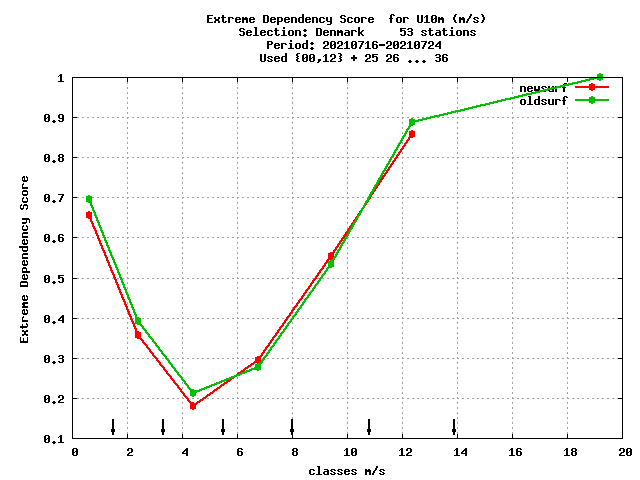 Extreme Dependency Score  for U10m (m/s)
Selection: Denmark     53 stations
Period: 20210716-20210724
Used {00,12} + 25 26 ... 36
newsurf
oldsurf
1
0.9
0.8
0.7
0.6
0.5
0.4
0.3
0.2
0.1
Extreme Dependency Score
0 2 4 6 8 10 12 14 16 18 20
classes m/s